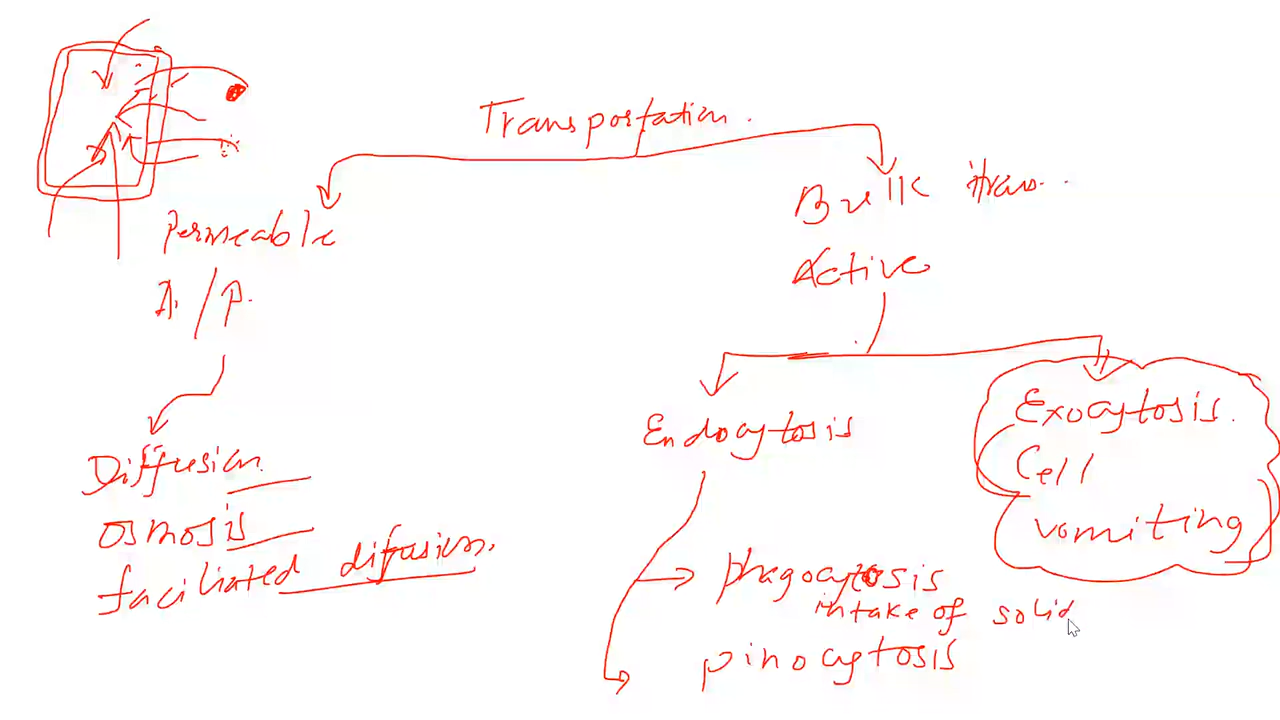 Transportation.
Permeable
A/P.
Diffusion
osmosis
faciliated difusion.
Bulk trans..
Active
Endocytosis
phagocytosis
intake of solid
pinocytosis
Exocytosis.
Cell
vomiting